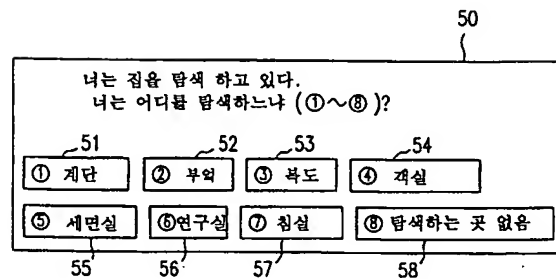 50
너는 집을 탐색 하고 있다.
너는 어디를 탐색하느냐 (①~⑧)?
51 52 53 54
① 계단 ② 부엌 ③ 복도 ④ 객실
⑤ 세면실 ⑥연구실 ⑦ 침실 ⑧ 탐색하는 곳 없음
55 56 57 58